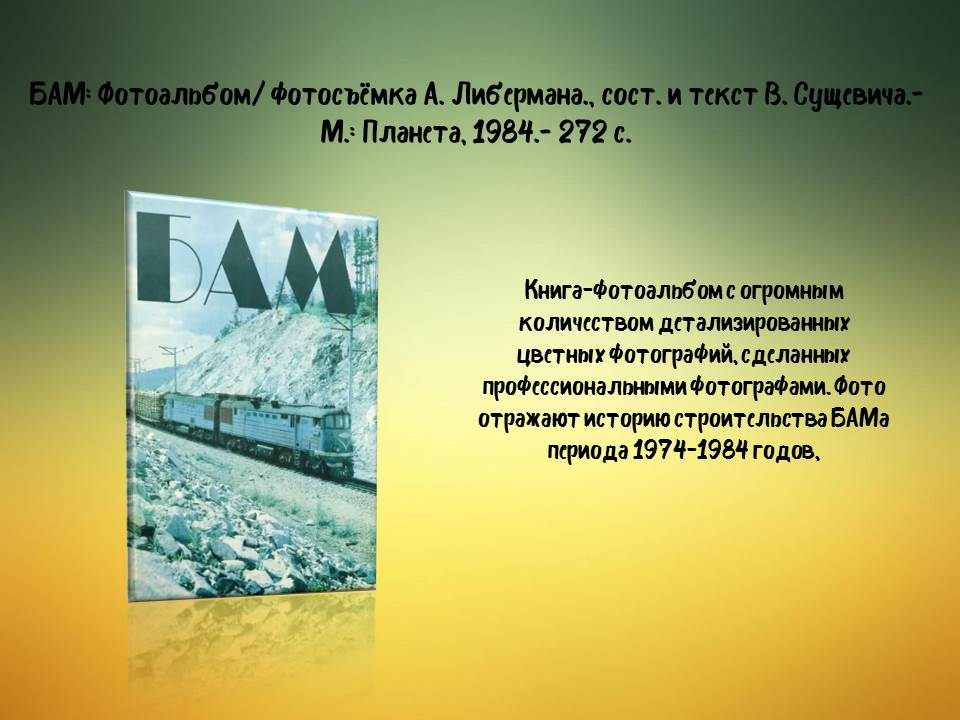 БАМ: Фотоальбом/ фотосъёмка А. Либермана., сост. и текст В. Сущевича.-
М.: Планета, 1984.- 272 с.
БАМ
Книга-фотоальбом с огромным
количеством детализированных
цветных фотографий, сделанных
профессиональными фотографами. Фото
отражают историю строительства БАМа
периода 1974-1984 годов,